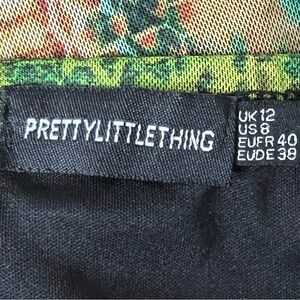 PRETTYLITTLETHING
UK 12
US 8
EUFR 40
EUDE 38